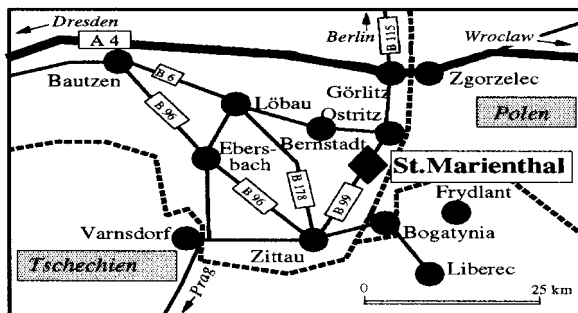 Dresden
A 4
Berlin
B 115
Wroclaw
Bautzen
B 6
Görlitz
Zgorzelec
Löbau
Ostritz
Polen
B 96
Bernstadt
Ebers-
bach
St.Marienthal
B 178
B 99
Frydlant
B 96
Varnsdorf
Bogatynia
Zittau
Tschechien
Liberec
Prag
0
25 km